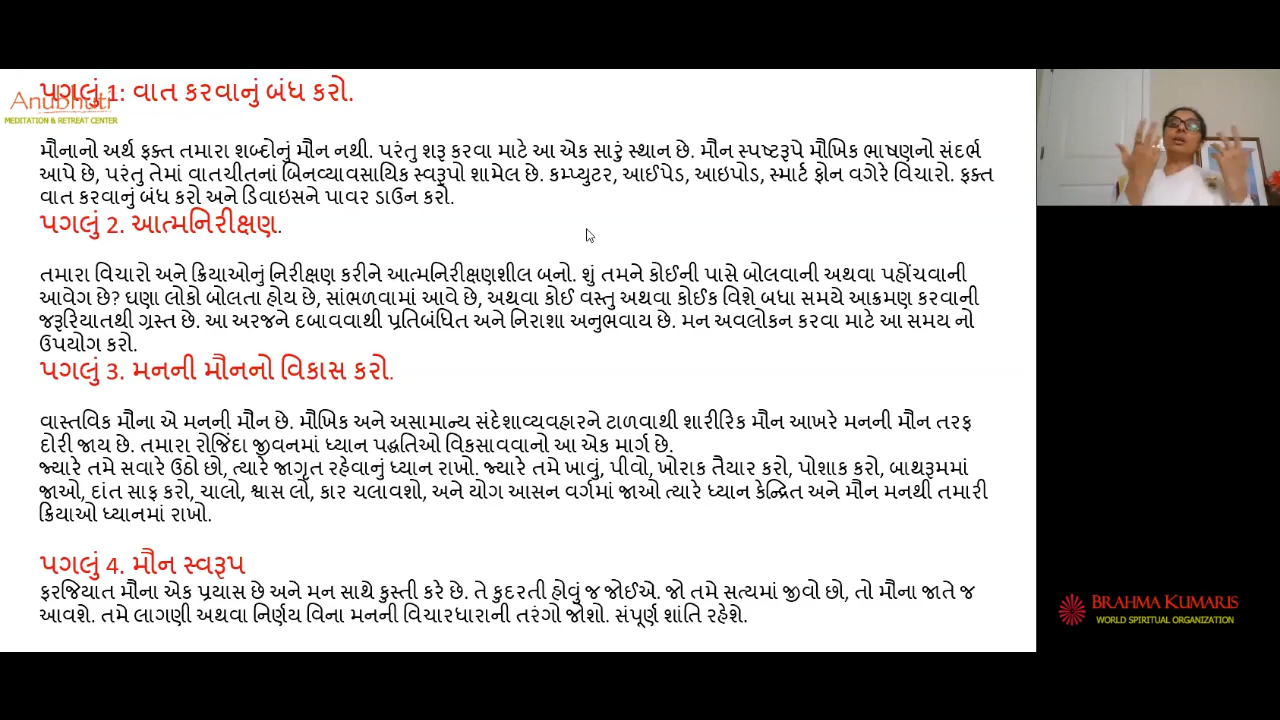 પગલું 1: વાત કરવાનું બંધ કરો.
Anubhuti
MEDITATION & RETREAT CENTER
મૌનાનો અર્થ ફક્ત તમારા શબ્દોનું મૌન નથી. પરંતુ શરૂ કરવા માટે આ એક સારું સ્થાન છે. મૌન સ્પષ્ટરૂપે મૌખિક ભાષણનો સંદર્ભ
આપે છે, પરંતુ તેમાં વાતચીતનાં બિનવ્યાવસાયિક સ્વરૂપો શામેલ છે. કમ્પ્યુટર, આઈપેડ, આઇપોડ, સ્માર્ટ ફોન વગેરે વિચારો. ફક્ત
વાત કરવાનું બંધ કરો અને ડિવાઇસને પાવર ડાઉન કરો.
પગલું 2. આત્મનિરીક્ષણ.
તમારા વિચારો અને ક્રિયાઓનું નિરીક્ષણ કરીને આત્મનિરીક્ષણશીલ બનો. શું તમને કોઈની પાસે બોલવાની અથવા પહોંચવાની
આવેગ છે? ઘણા લોકો બોલતા હોય છે, સાંભળવામાં આવે છે, અથવા કોઈ વસ્તુ અથવા કોઈક વિશે બધા સમયે આક્રમણ કરવાની
જરૂરિયાતથી ગ્રસ્ત છે. આ અરજને દબાવવાથી પ્રતિબંધિત અને નિરાશા અનુભવાય છે. મન અવલોકન કરવા માટે આ સમય નો
ઉપયોગ કરો.
પગલું 3. મનની મૌનનો વિકાસ કરો.
વાસ્તવિક મૌના એ મનની મૌન છે. મૌખિક અને અસામાન્ય સંદેશાવ્યવહારને ટાળવાથી શારીરિક મૌન આખરે મનની મૌન તરફ
દોરી જાય છે. તમારા રોજિંદા જીવનમાં ધ્યાન પદ્ધતિઓ વિકસાવવાનો આ એક માર્ગ છે.
જ્યારે તમે સવારે ઉઠો છો, ત્યારે જાગૃત રહેવાનું ધ્યાન રાખો. જ્યારે તમે ખાવું, પીવો, ખોરાક તૈયાર કરો, પોશાક કરો, બાથરૂમમાં
જાઓ, દાંત સાફ કરો, ચાલો, શ્વાસ લો, કાર ચલાવશો, અને યોગ આસન વર્ગમાં જાઓ ત્યારે ધ્યાન કેન્દ્રિત અને મૌન મનથી તમારી
ક્રિયાઓ ધ્યાનમાં રાખો.
પગલું 4. મૌન સ્વરૂપ
ફરજિયાત મૌના એક પ્રયાસ છે અને મન સાથે કુસ્તી કરે છે. તે કુદરતી હોવું જ જોઈએ. જો તમે સત્યમાં જીવો છો, તો મૌના જાતે જ
આવશે. તમે લાગણી અથવા નિર્ણય વિના મનની વિચારધારાની તરંગો જોશો. સંપૂર્ણ શાંતિ રહેશે.
BRAHMA KUMARIS
WORLD SPIRITUAL ORGANIZATION